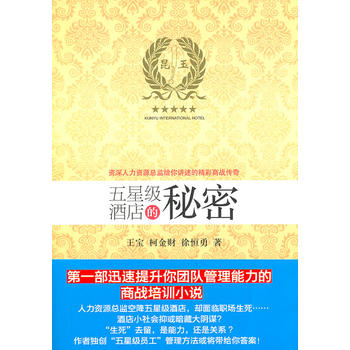 昆 玉
★★★★★
KUNYU INTERNATIONAL HOTEL
资深人力资源总监给你讲述的精彩商战传奇
五星级
酒店的秘密
王宝 柯金财 徐恒勇 著
第一部迅速提升你团队管理能力的
商战培训小说
人力资源总监空降五星级酒店,却面临职场生死……
酒店小社会抑或暗藏大阴谋?
“生死”去留,是能力,还是关系?
作者独创“五星级员工”管理方法或将带给你答案!